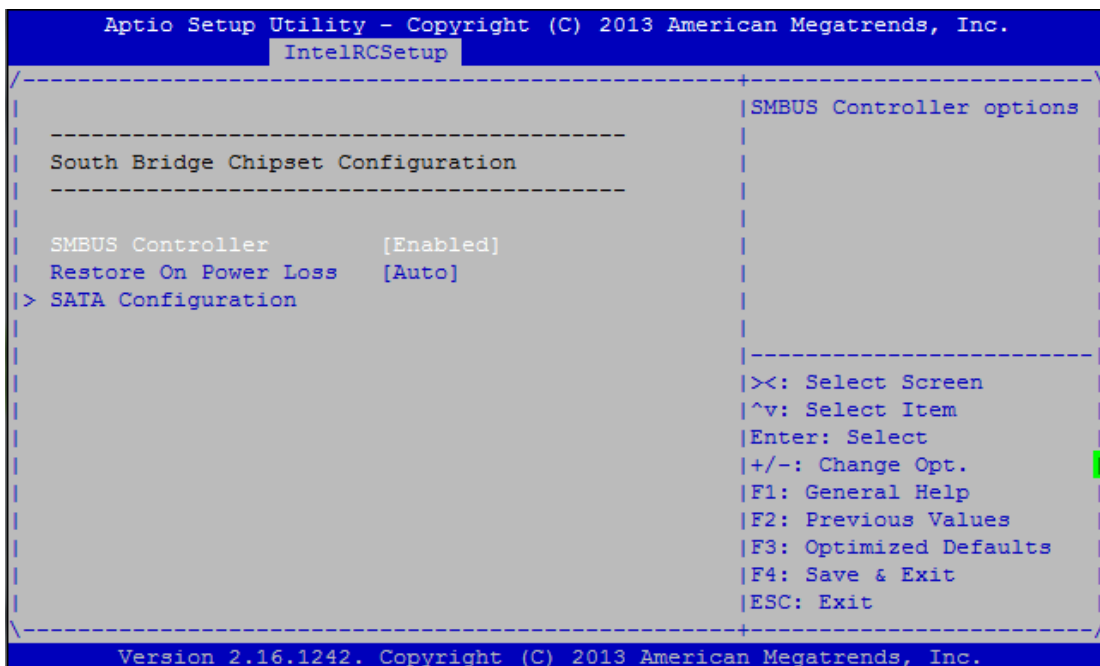 Aptio Setup Utility - Copyright (C) 2013 American Megatrends, Inc.
IntelRCSetup
SMBUS Controller options
South Bridge Chipset Configuration
SMBUS Controller [Enabled]
Restore On Power Loss [Auto]
> SATA Configuration
><: Select Screen
^v: Select Item
Enter: Select
+/-: Change Opt.
F1: General Help
F2: Previous Values
F3: Optimized Defaults
F4: Save & Exit
ESC: Exit
Version 2.16.1242. Copyright (C) 2013 American Megatrends, Inc.